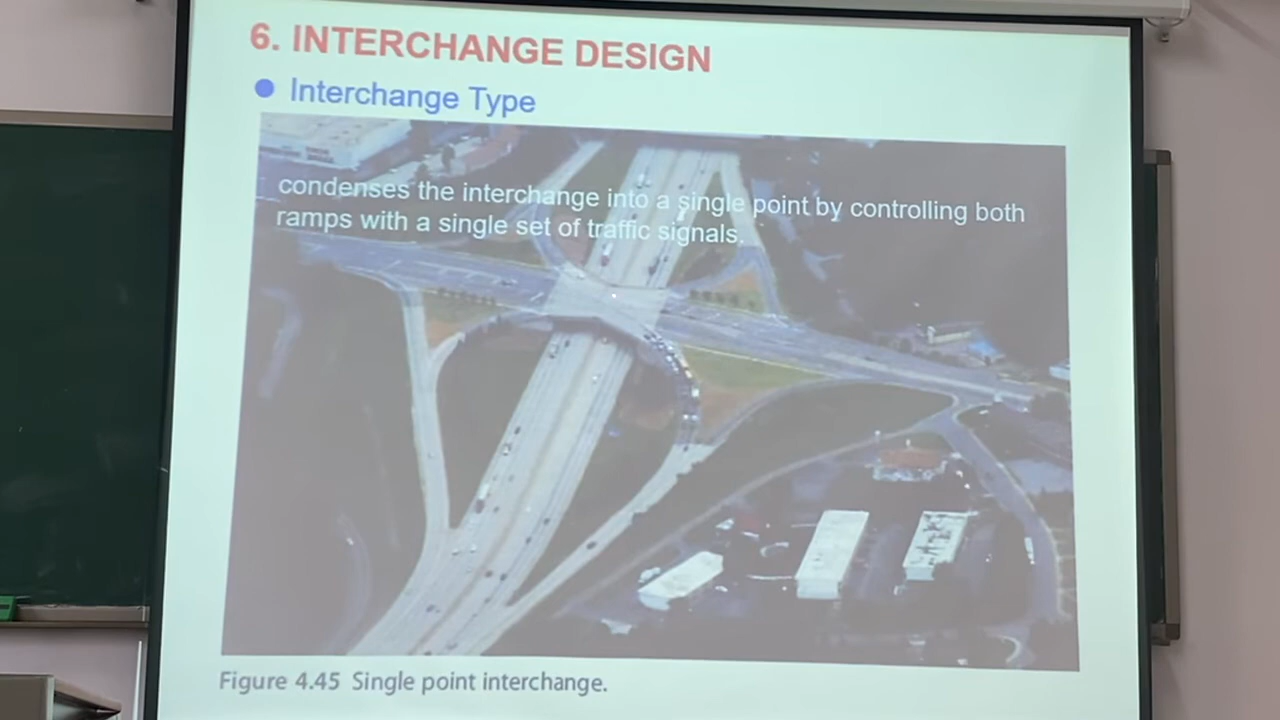 6. INTERCHANGE DESIGN
● Interchange Type
condenses the interchange into a single point by controlling both
ramps with a single set of traffic signals.
Figure 4.45 Single point interchange.